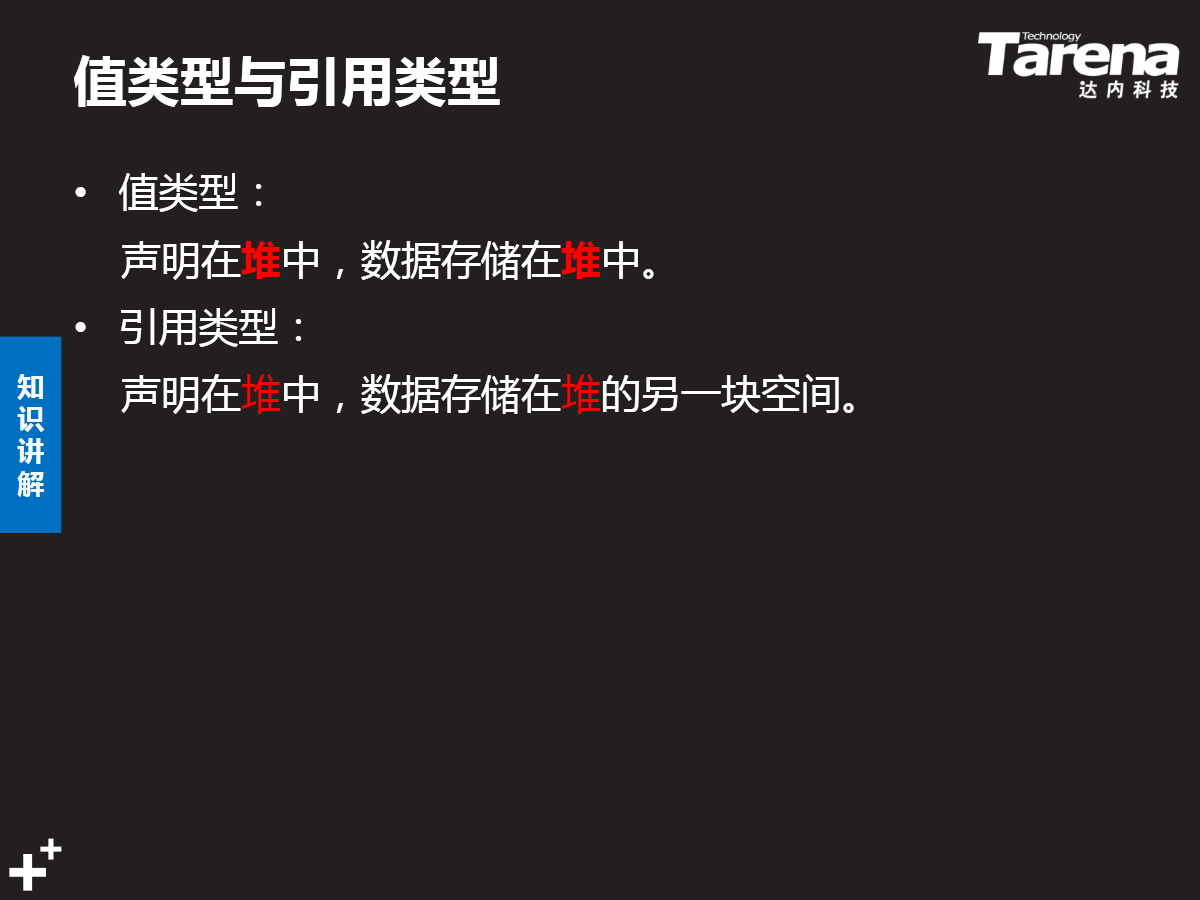 值类型与引用类型
Technology
Tarena
达内科技
• 值类型：
声明在堆中，数据存储在堆中。
• 引用类型：
声明在堆中，数据存储在堆的另一块空间。
知识讲解